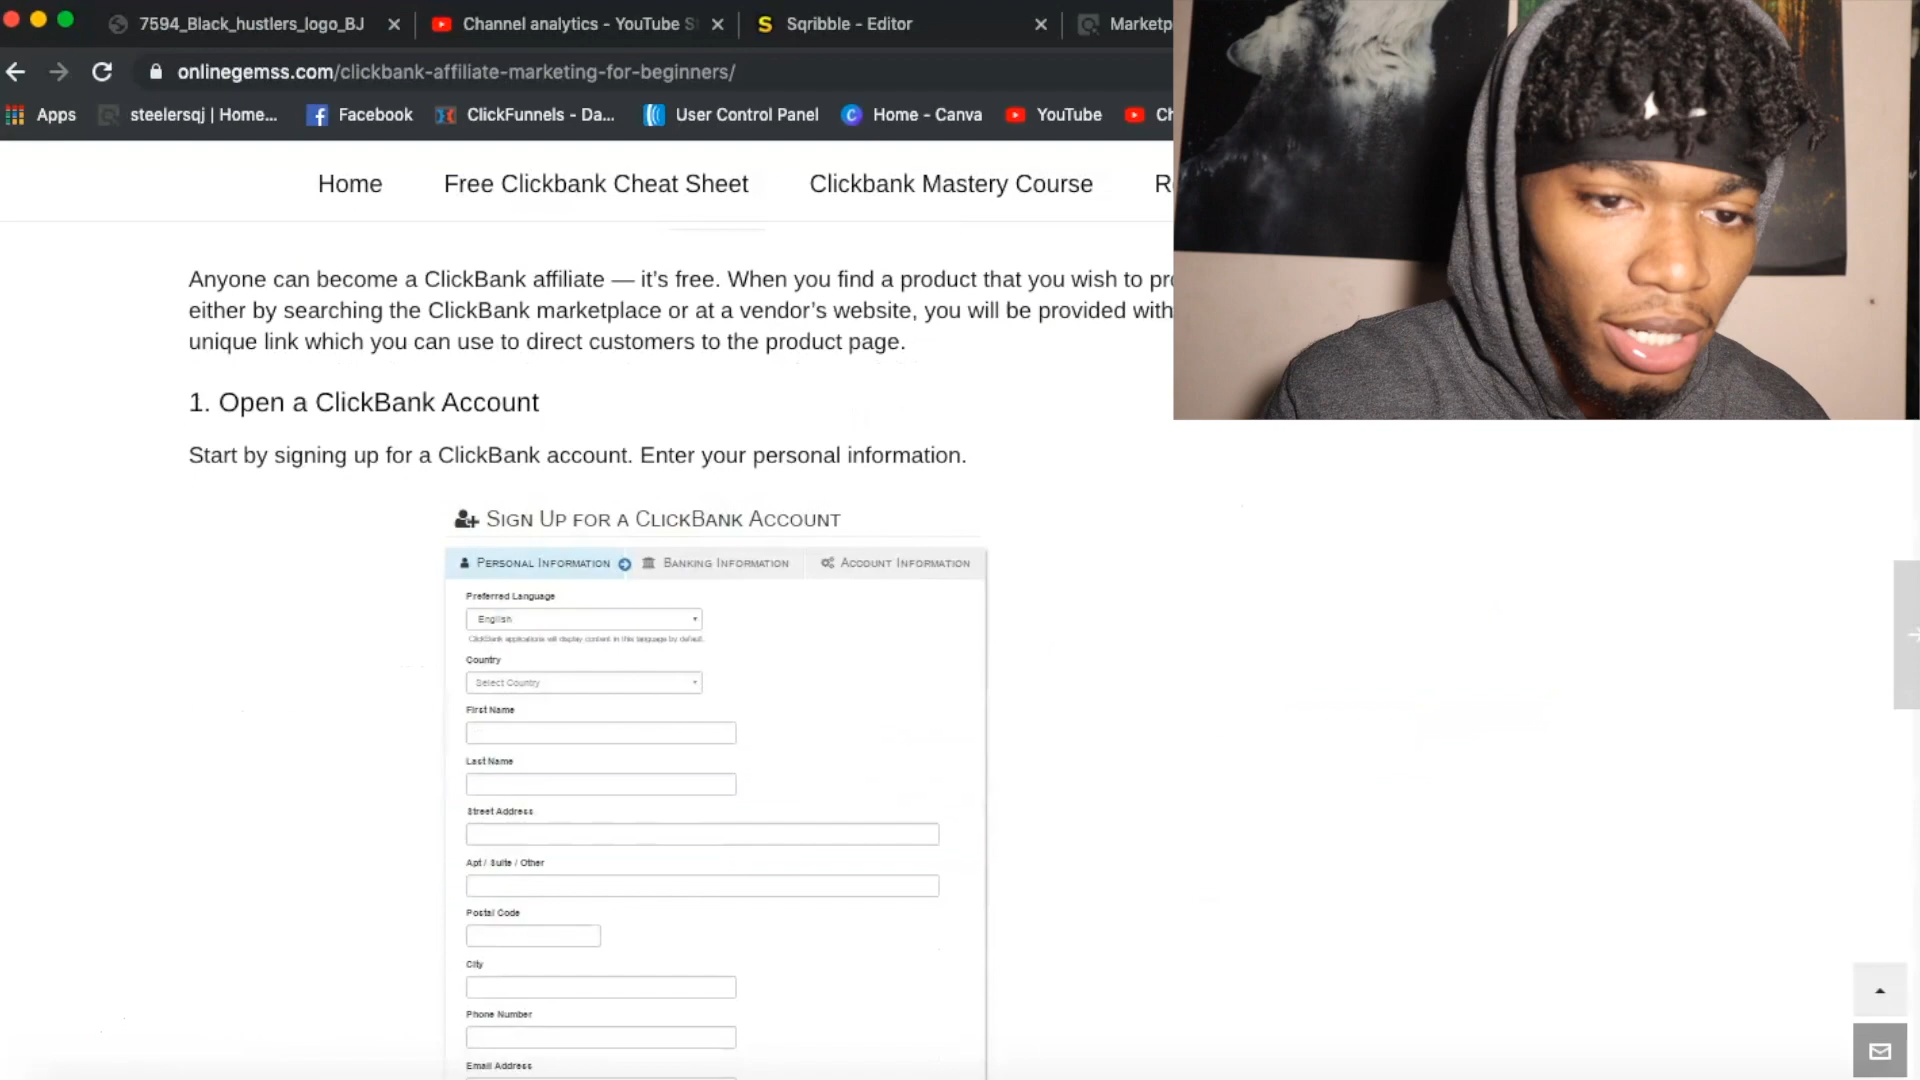 7594_Black_hustlers_logo_BJ
Channel analytics - YouTube S
Sqribble - Editor
Marketp
onlinegemss.com/clickbank-affiliate-marketing-for-beginners/
Apps
steelersqj | Home...
Facebook
ClickFunnels - Da...
User Control Panel
Home - Canva
YouTube
Ch
Home
Free Clickbank Cheat Sheet
Clickbank Mastery Course
R
Anyone can become a ClickBank affiliate — it’s free. When you find a product that you wish to pr
either by searching the ClickBank marketplace or at a vendor’s website, you will be provided with
unique link which you can use to direct customers to the product page.
1. Open a ClickBank Account
Start by signing up for a ClickBank account. Enter your personal information.
Sign Up for a ClickBank Account
Personal Information
Banking Information
Account Information
Preferred Language
English
ClickBank applications will display content in this language by default.
Country
Select Country
First Name
Last Name
Street Address
Apt / Suite / Other
Postal Code
City
Phone Number
Email Address